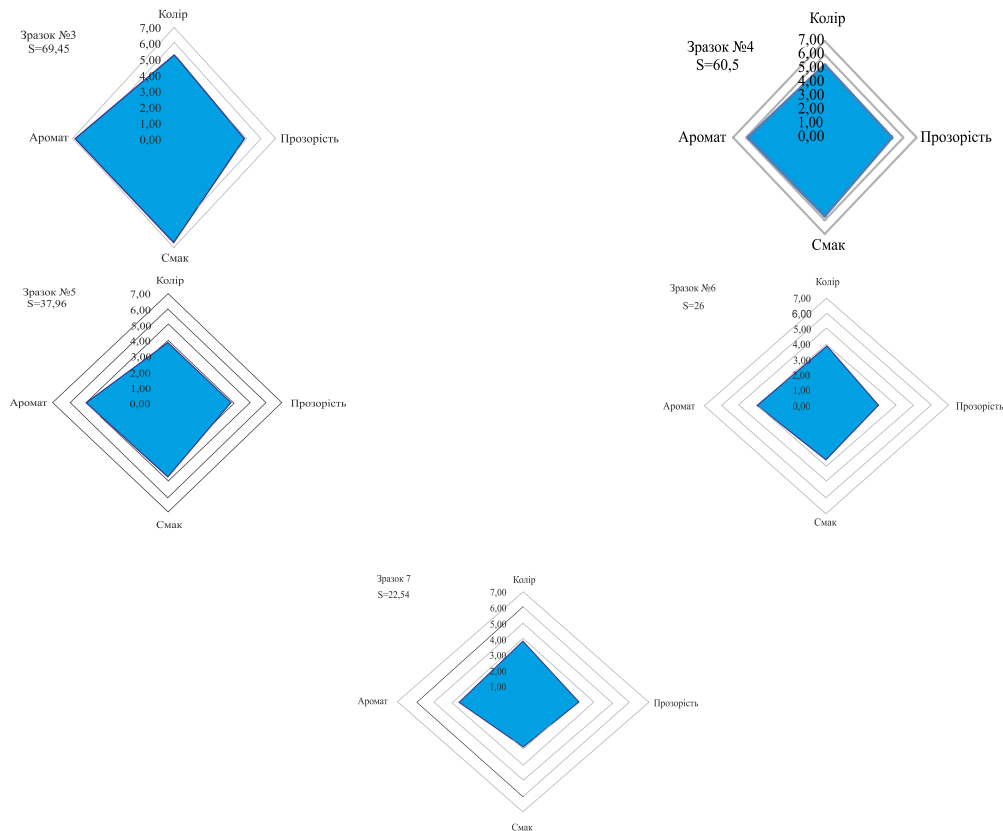 Колір
7,00
6,00
5,00
4,00
3,00
2,00
1,00
0,00
Зразок №3
S=69,45
Аромат
Прозорість
Смак
Колір
7,00
6,00
5,00
4,00
3,00
2,00
1,00
0,00
Зразок №4
S=60,5
Аромат
Прозорість
Смак
Колір
7,00
6,00
5,00
4,00
3,00
2,00
1,00
0,00
Зразок №5
S=37,96
Аромат
Прозорість
Смак
Колір
7,00
6,00
5,00
4,00
3,00
2,00
1,00
0,00
Зразок №6
S=26
Аромат
Прозорість
Смак
Зразок 7
S=22,54
Колір
7,00
6,00
5,00
4,00
3,00
2,00
1,00
Аромат
Прозорість
Смак